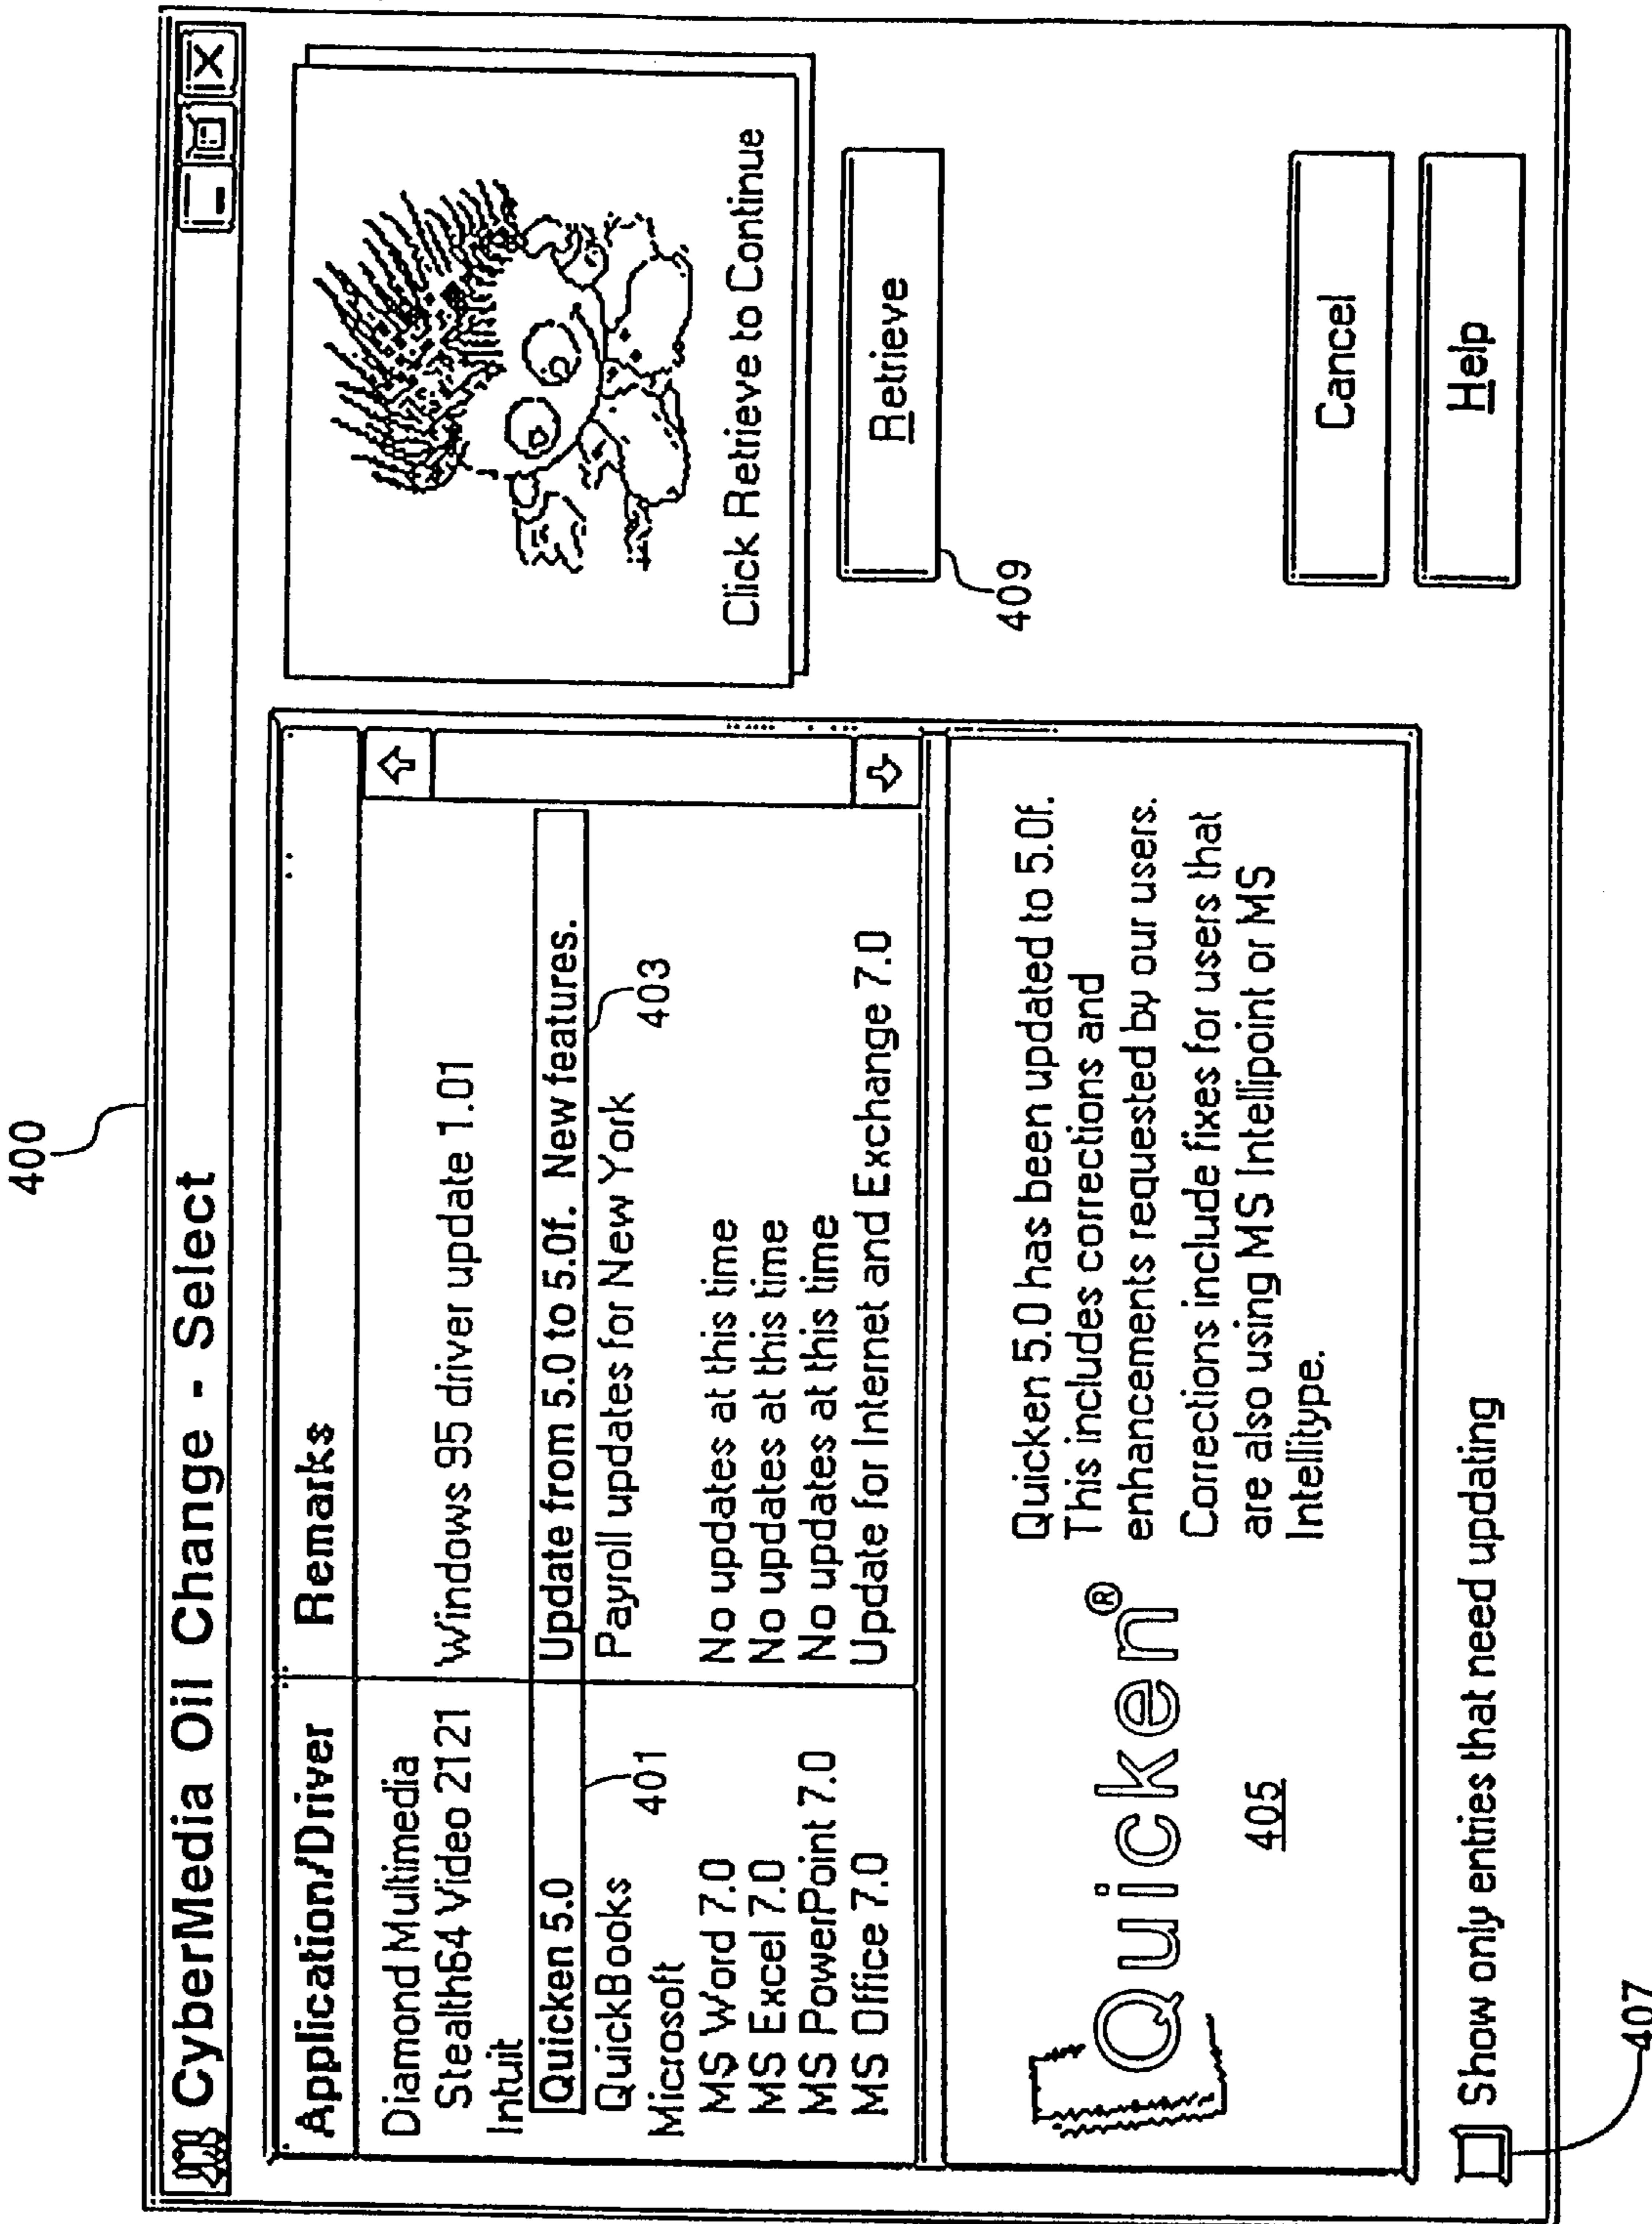 400
CyberMedia Oil Change - Select
Application/Driver Remarks
Diamond Multimedia
Stealth64 Video 2121 Windows 95 driver update 1.01
Intuit
Quicken 5.0 Update from 5.0 to 5.0f. New features.
QuickBooks Payroll updates for New York
401 403
Microsoft
MS Word 7.0 No updates at this time
MS Excel 7.0 No updates at this time
MS PowerPoint 7.0 No updates at this time
MS Office 7.0 Update for Internet and Exchange 7.0
Click Retrieve to Continue
Retrieve
409
Quicken®
405
Quicken 5.0 has been updated to 5.0f.
This includes corrections and
enhancements requested by our users.
Corrections include fixes for users that
are also using MS Intellipoint or MS
Intellitype.
Cancel
Help
Show only entries that need updating
407